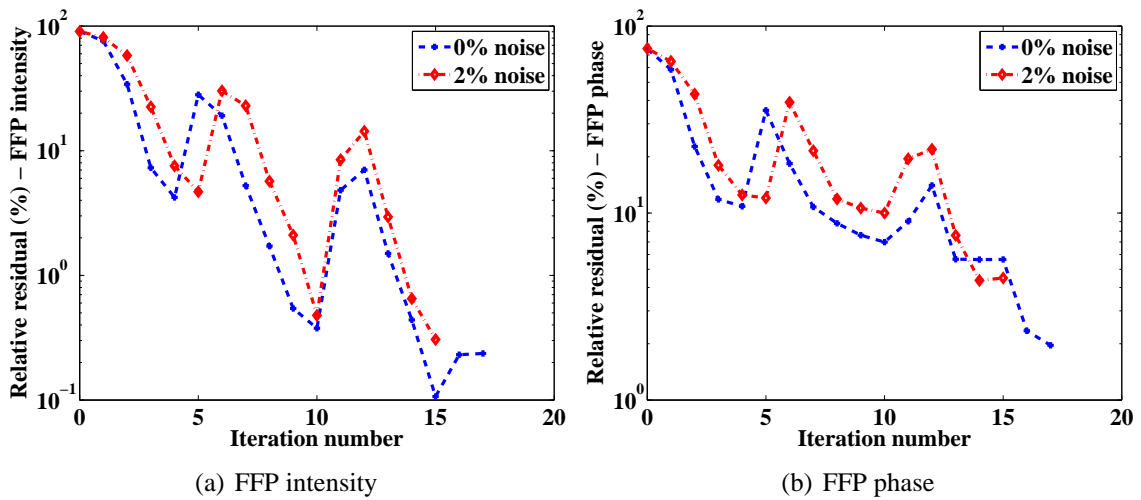 10^2
10^1
10^0
10^-1
Relative residual (%) − FFP intensity
0% noise
2% noise
0 5 10 15 20
Iteration number
(a) FFP intensity
10^2
10^1
10^0
Relative residual (%) − FFP phase
0% noise
2% noise
0 5 10 15 20
Iteration number
(b) FFP phase